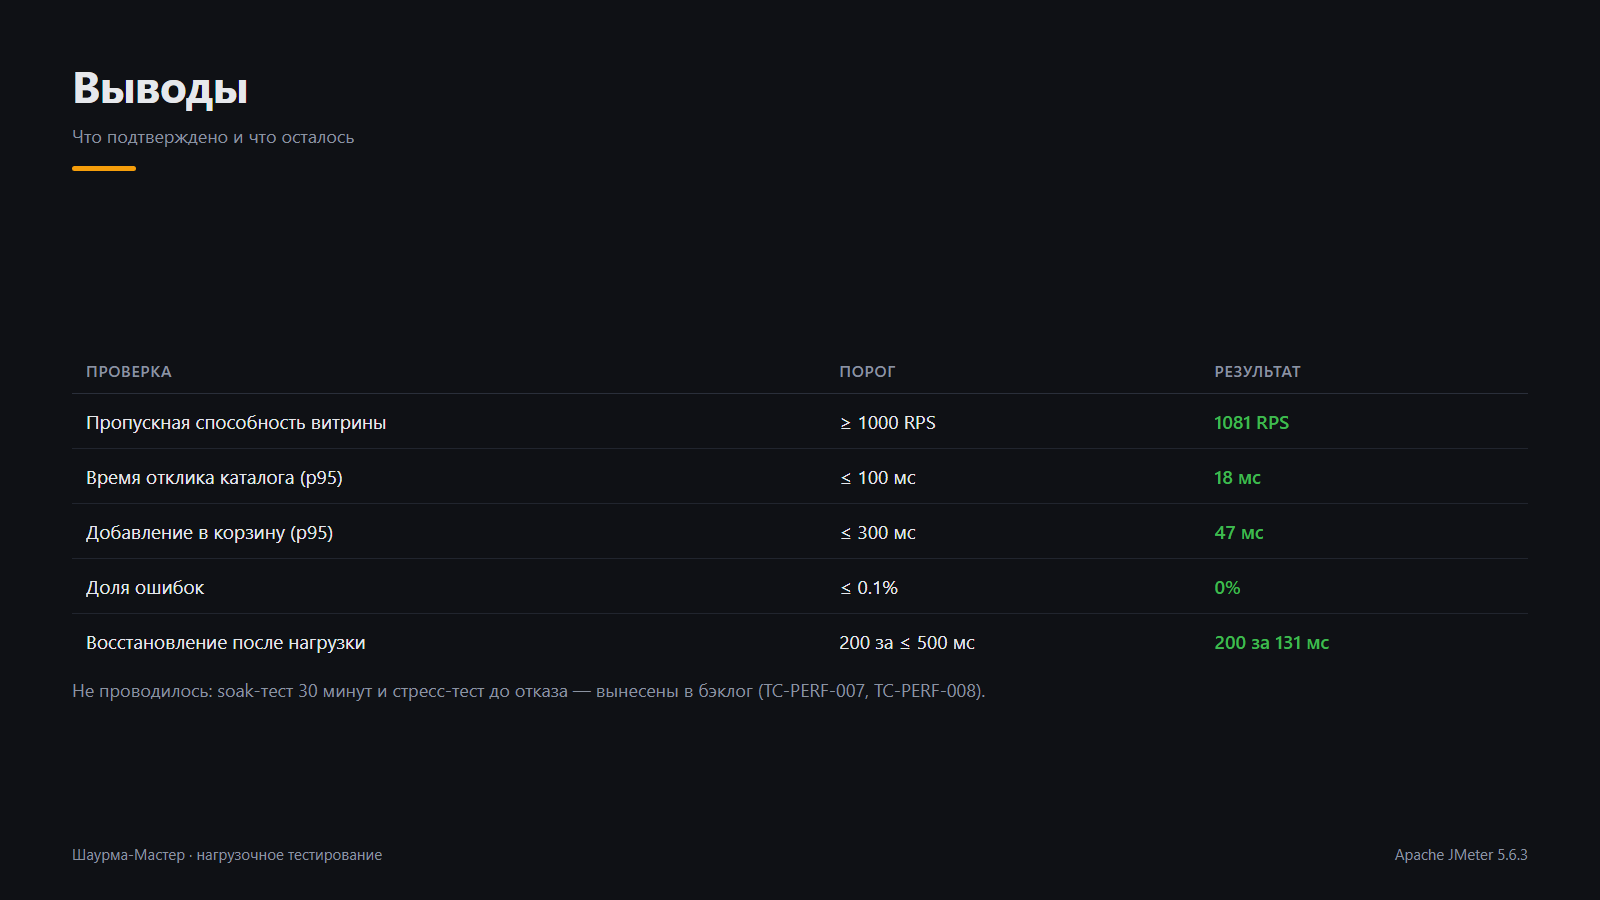 Выводы
Что подтверждено и что осталось
ПРОВЕРКА ПОРОГ РЕЗУЛЬТАТ
Пропускная способность витрины ≥ 1000 RPS 1081 RPS
Время отклика каталога (p95) ≤ 100 мс 18 мс
Добавление в корзину (p95) ≤ 300 мс 47 мс
Доля ошибок ≤ 0.1% 0%
Восстановление после нагрузки 200 за ≤ 500 мс 200 за 131 мс
Не проводилось: soak-тест 30 минут и стресс-тест до отказа — вынесены в бэклог (TC-PERF-007, TC-PERF-008).
Шаурма-Мастер · нагрузочное тестирование Apache JMeter 5.6.3